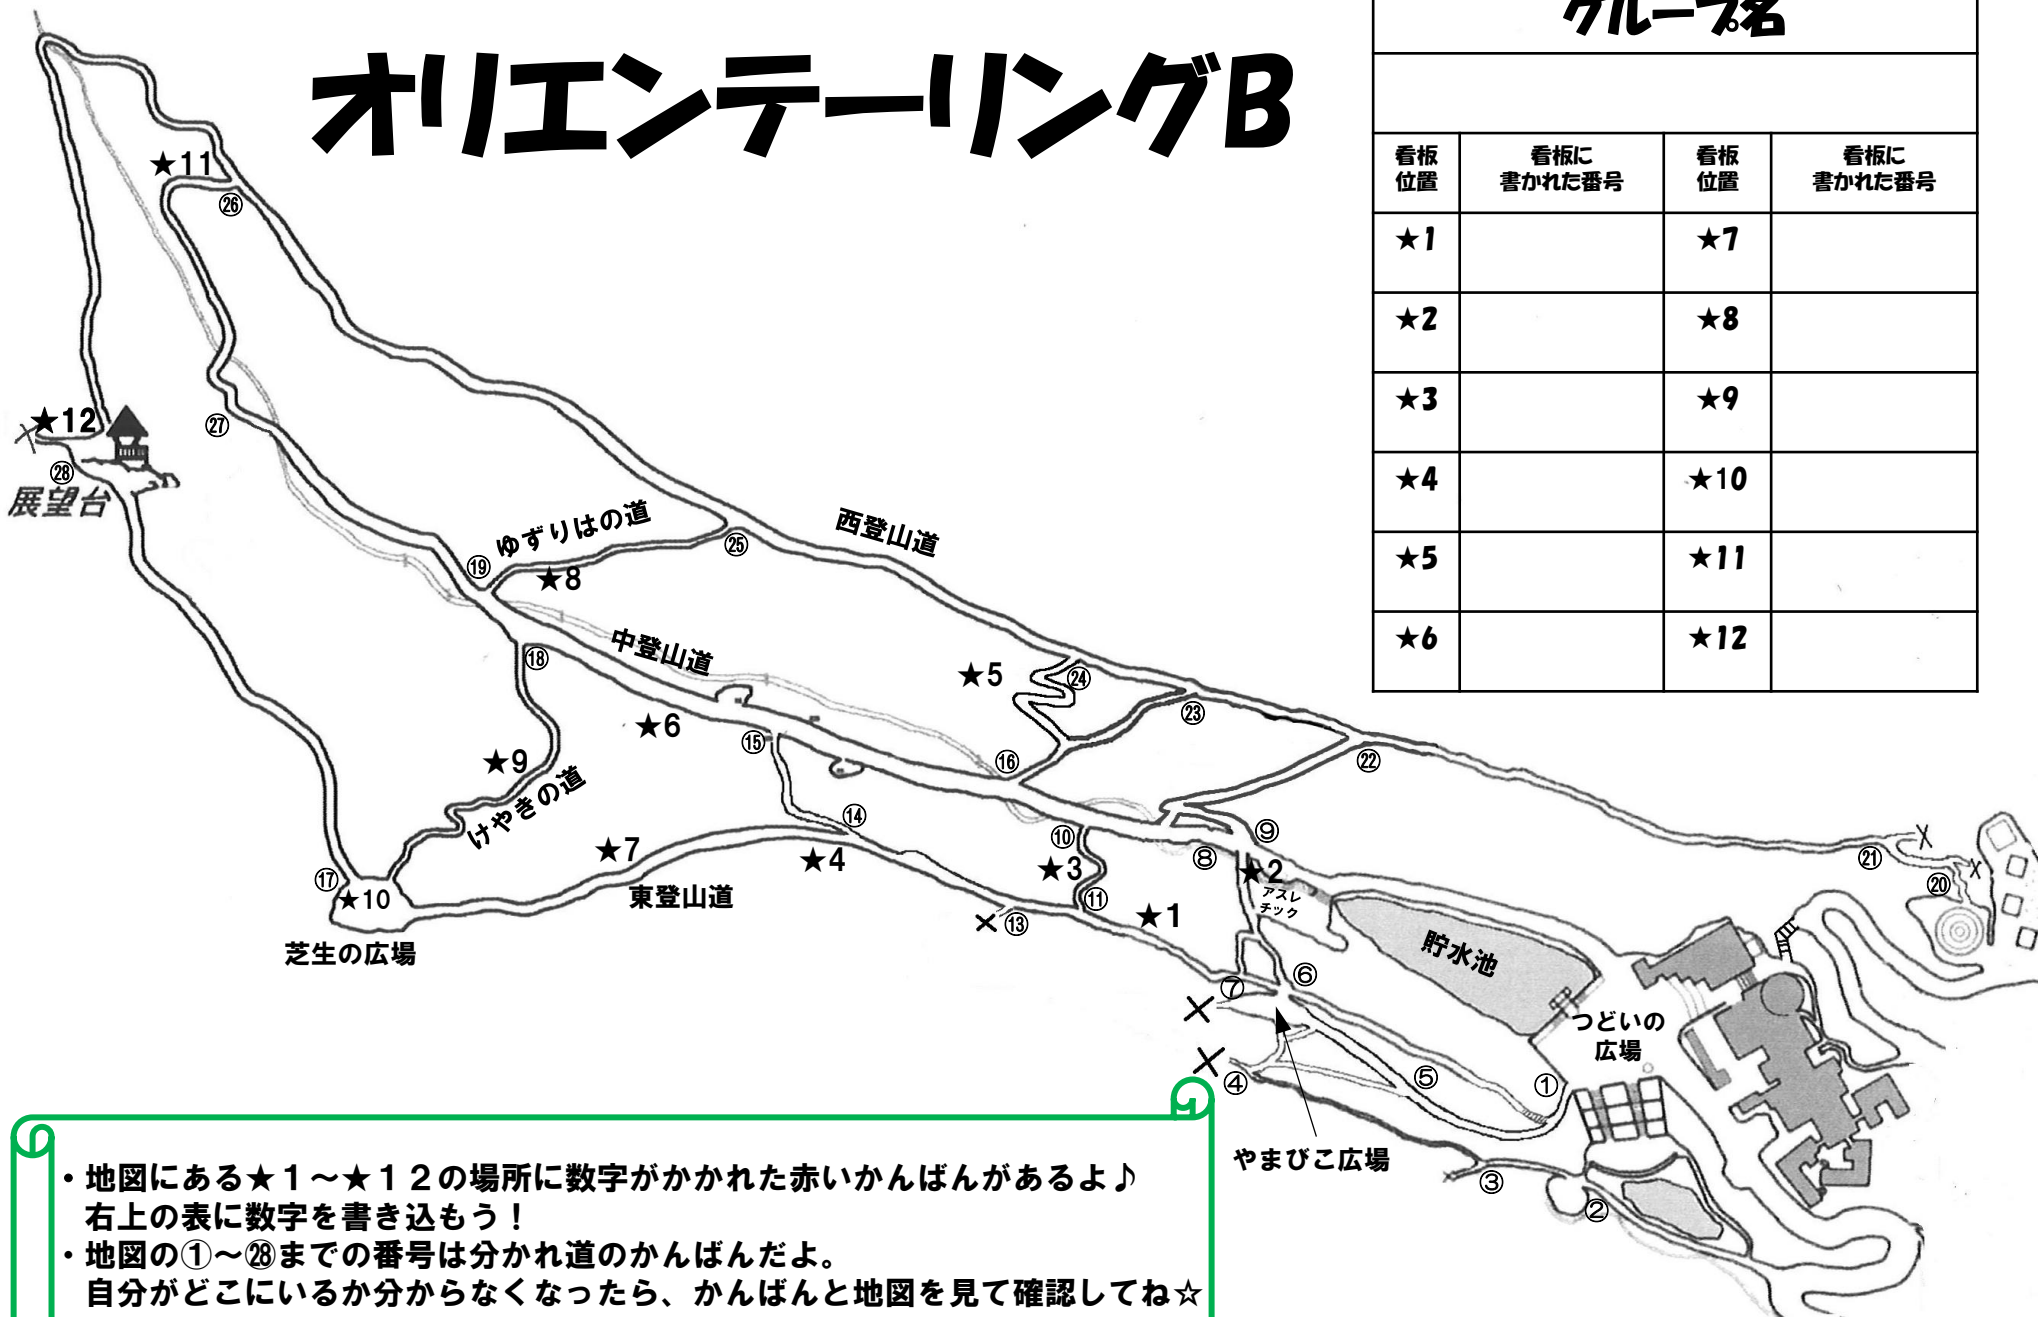 オリエンテーリングB
グループ名
看板
位置
看板に
書かれた番号
看板
位置
看板に
書かれた番号
★1
★7
★2
★8
★3
★9
★4
★10
★5
★11
★6
★12
★11
㉖
㉗
★12
㉘
展望台
⑲
ゆずりはの道
★8
㉕
西登山道
中登山道
⑱
★5
㉔
㉓
★6
⑮
⑯
㉒
★9
けやきの道
⑭
★7
★4
⑩
★3
⑧
⑨
★2
アスレ
チック
㉑
⑳
⑰
★10
東登山道
⑪
★1
⑬
芝生の広場
貯水池
⑥
⑦
つどいの
広場
④
⑤
①
やまびこ広場
③
②
・地図にある★1～★12の場所に数字がかかれた赤いかんばんがあるよ♪
右上の表に数字を書き込もう！
・地図の①～㉘までの番号は分かれ道のかんばんだよ。
自分がどこにいるか分からなくなったら、かんばんと地図を見て確認してね☆